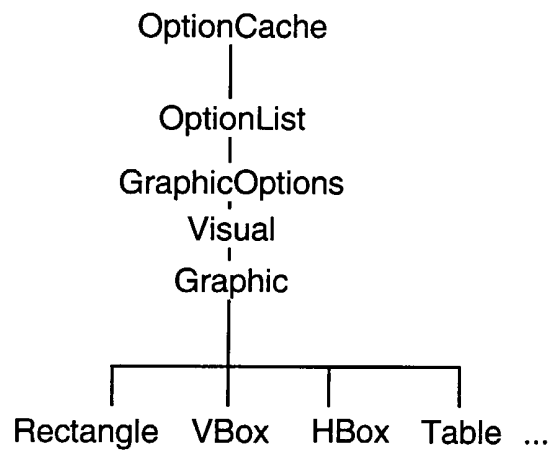 OptionCache
OptionList
GraphicOptions
Visual
Graphic
Rectangle VBox HBox Table ...